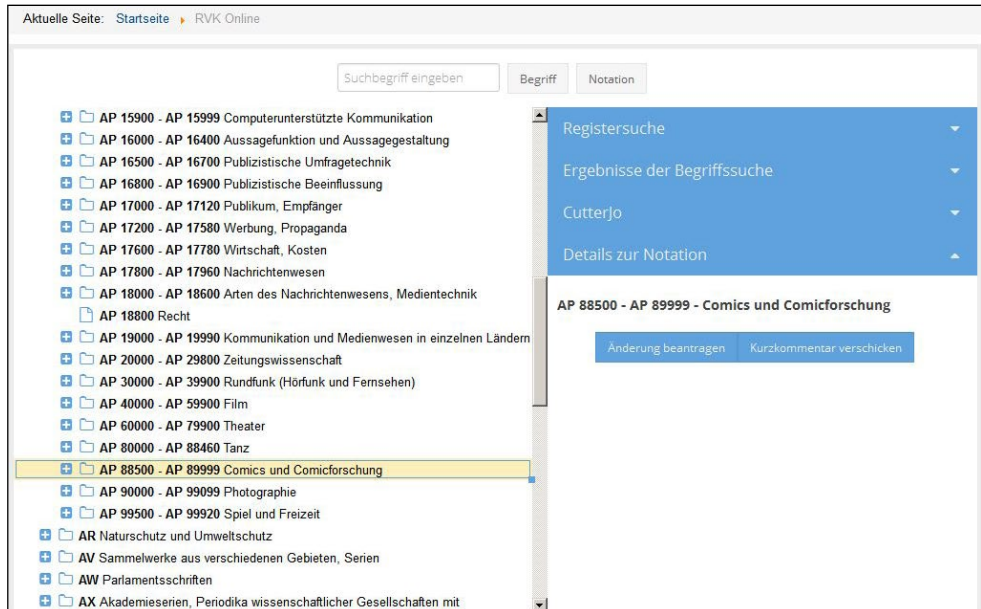 Aktuelle Seite: Startseite RVK Online
Suchbegriff eingeben Begriff Notation
AP 15900 - AP 15999 Computerunterstützte Kommunikation
AP 16000 - AP 16400 Aussagefunktion und Aussagegestaltung
AP 16500 - AP 16700 Publizistische Umfragetechnik
AP 16800 - AP 16900 Publizistische Beeinflussung
AP 17000 - AP 17120 Publikum, Empfänger
AP 17200 - AP 17580 Werbung, Propaganda
AP 17600 - AP 17780 Wirtschaft, Kosten
AP 17800 - AP 17960 Nachrichtenwesen
AP 18000 - AP 18600 Arten des Nachrichtenwesens, Medientechnik
AP 18800 Recht
AP 19000 - AP 19990 Kommunikation und Medienwesen in einzelnen Ländern
AP 20000 - AP 29800 Zeitungswissenschaft
AP 30000 - AP 39900 Rundfunk (Hörfunk und Fernsehen)
AP 40000 - AP 59900 Film
AP 60000 - AP 79900 Theater
AP 80000 - AP 88460 Tanz
AP 88500 - AP 89999 Comics und Comicforschung
AP 90000 - AP 99099 Photographie
AP 99500 - AP 99920 Spiel und Freizeit
AR Naturschutz und Umweltschutz
AV Sammelwerke aus verschiedenen Gebieten, Serien
AW Parlamentsschriften
AX Akademieserien, Periodika wissenschaftlicher Gesellschaften mit
Registersuche
Ergebnisse der Begriffssuche
CutterJo
Details zur Notation
AP 88500 - AP 89999 - Comics und Comicforschung
Änderung beantragen Kurzkommentar verschicken